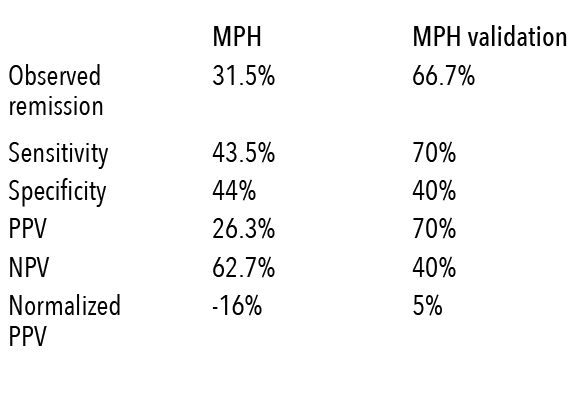 MPH MPH validation
Observed remission 31.5% 66.7%
Sensitivity 43.5% 70%
Specificity 44% 40%
PPV 26.3% 70%
NPV 62.7% 40%
Normalized PPV -16% 5%